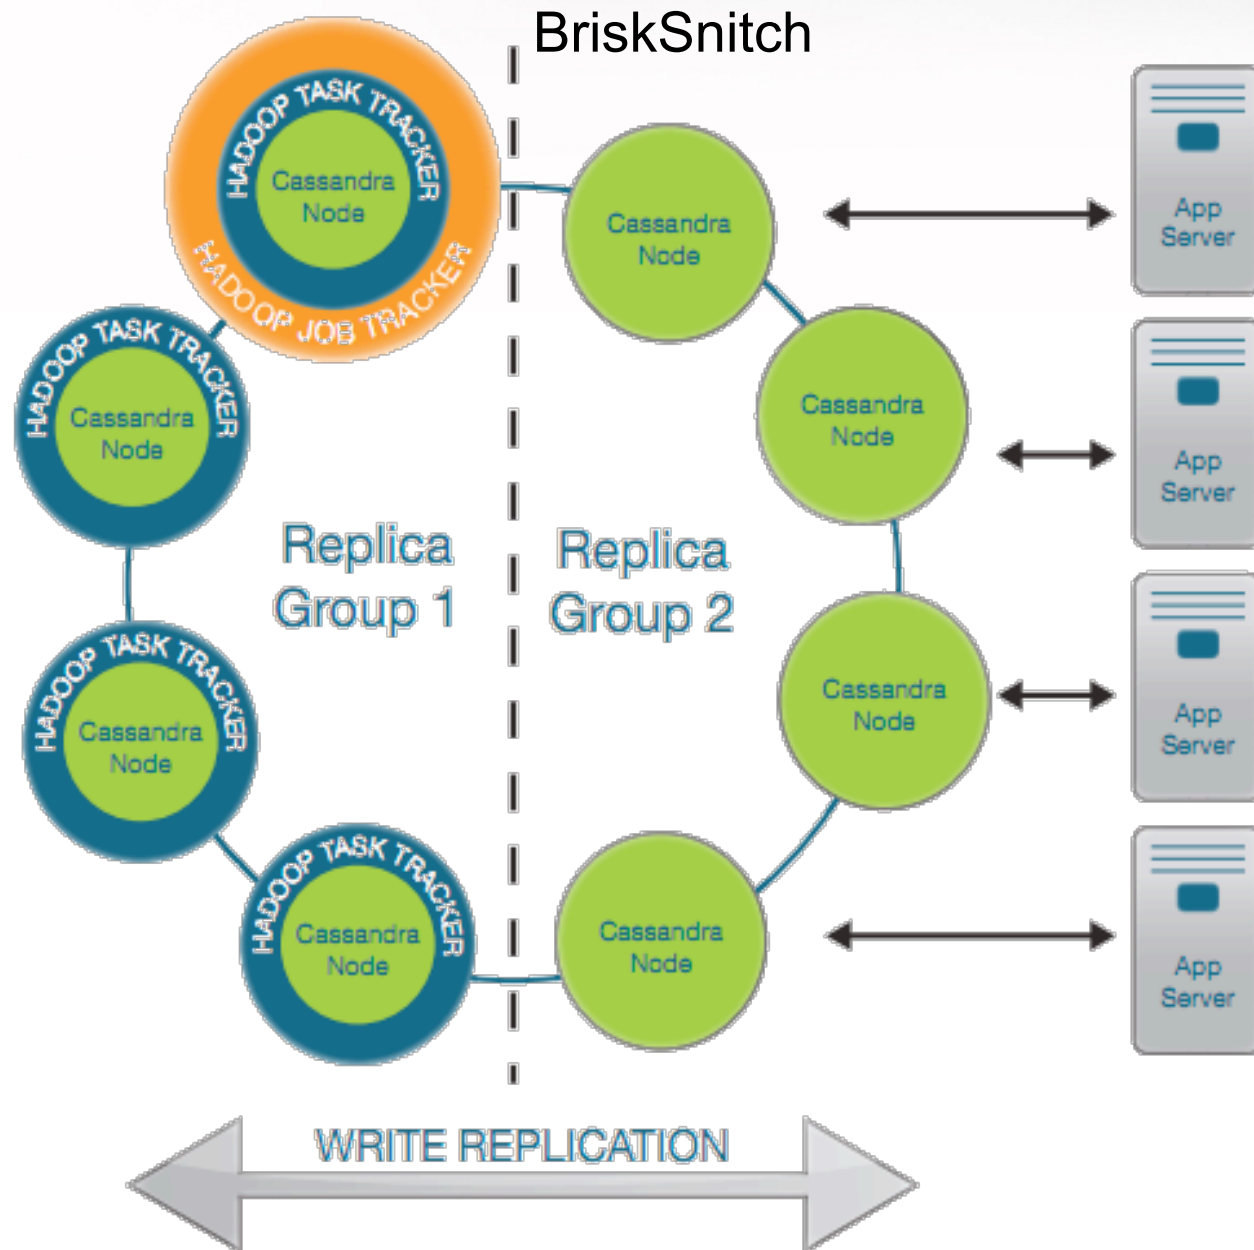 BriskSnitch
HADOOP TASK TRACKER
Cassandra
Node
HADOOP JOB TRACKER
Cassandra
Node
App
Server
HADOOP TASK TRACKER
Cassandra
Node
Cassandra
Node
App
Server
Replica
Group 1
Replica
Group 2
HADOOP TASK TRACKER
Cassandra
Node
Cassandra
Node
App
Server
HADOOP TASK TRACKER
Cassandra
Node
Cassandra
Node
App
Server
WRITE REPLICATION